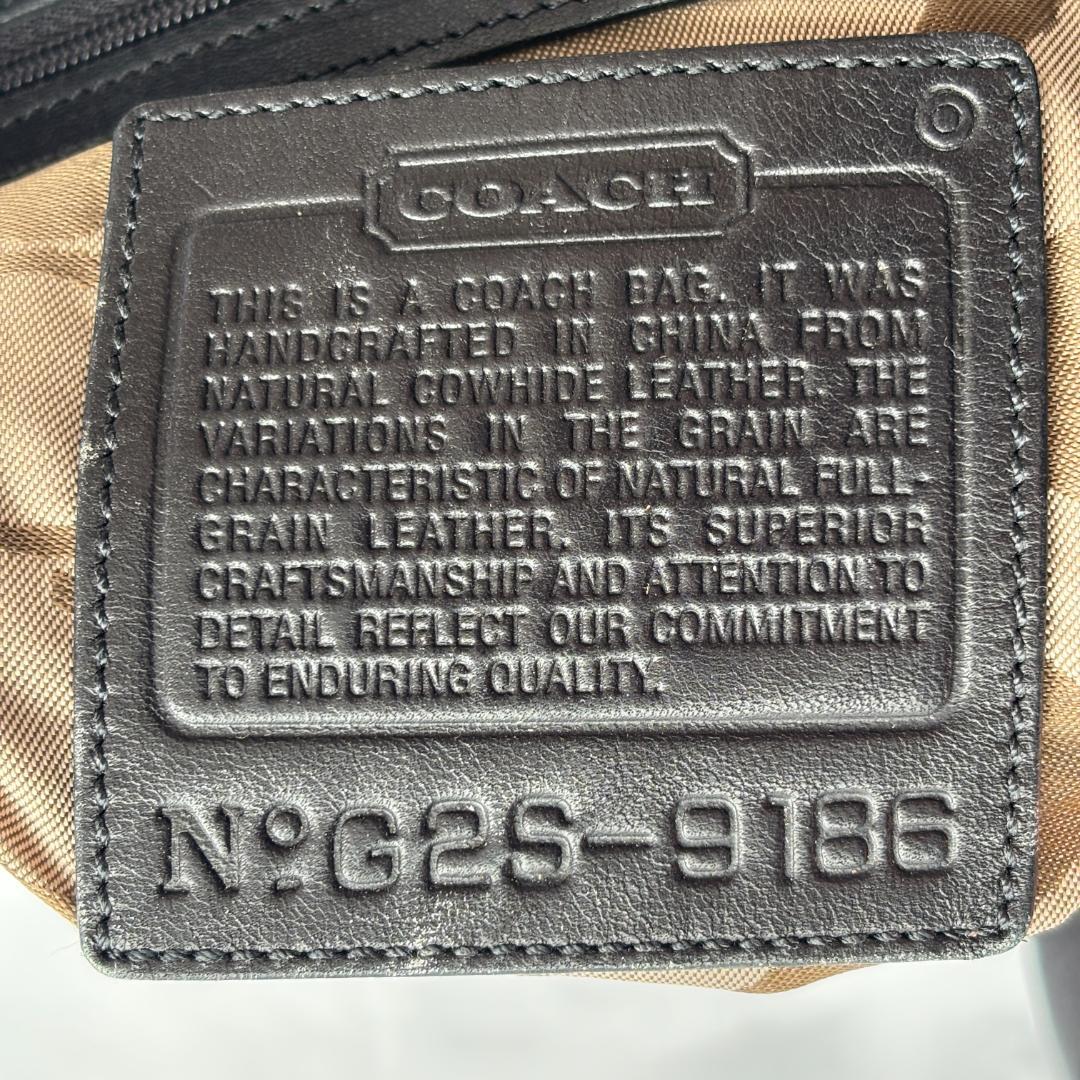 COACH
THIS IS A COACH BAG. IT WAS
HANDCRAFTED IN CHINA FROM
NATURAL COWHIDE LEATHER. THE
VARIATIONS IN THE GRAIN ARE
CHARACTERISTIC OF NATURAL FULL-
GRAIN LEATHER. ITS SUPERIOR
CRAFTSMANSHIP AND ATTENTION TO
DETAIL REFLECT OUR COMMITMENT
TO ENDURING QUALITY.
Nº G2S-9186